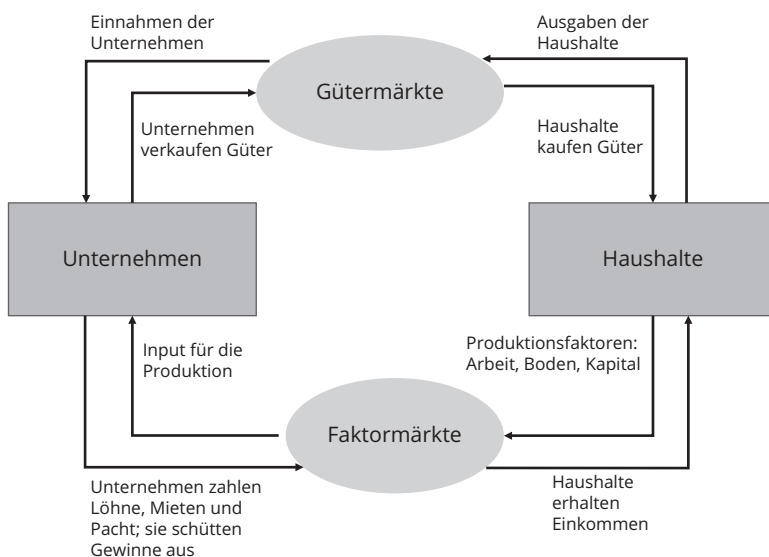 Einnahmen der
Unternehmen
Ausgaben der
Haushalte
Gütermärkte
Unternehmen
verkaufen Güter
Haushalte
kaufen Güter
Unternehmen
Haushalte
Input für die
Produktion
Produktionsfaktoren:
Arbeit, Boden, Kapital
Faktormärkte
Unternehmen zahlen
Löhne, Mieten und
Pacht; sie schütten
Gewinne aus
Haushalte
erhalten
Einkommen